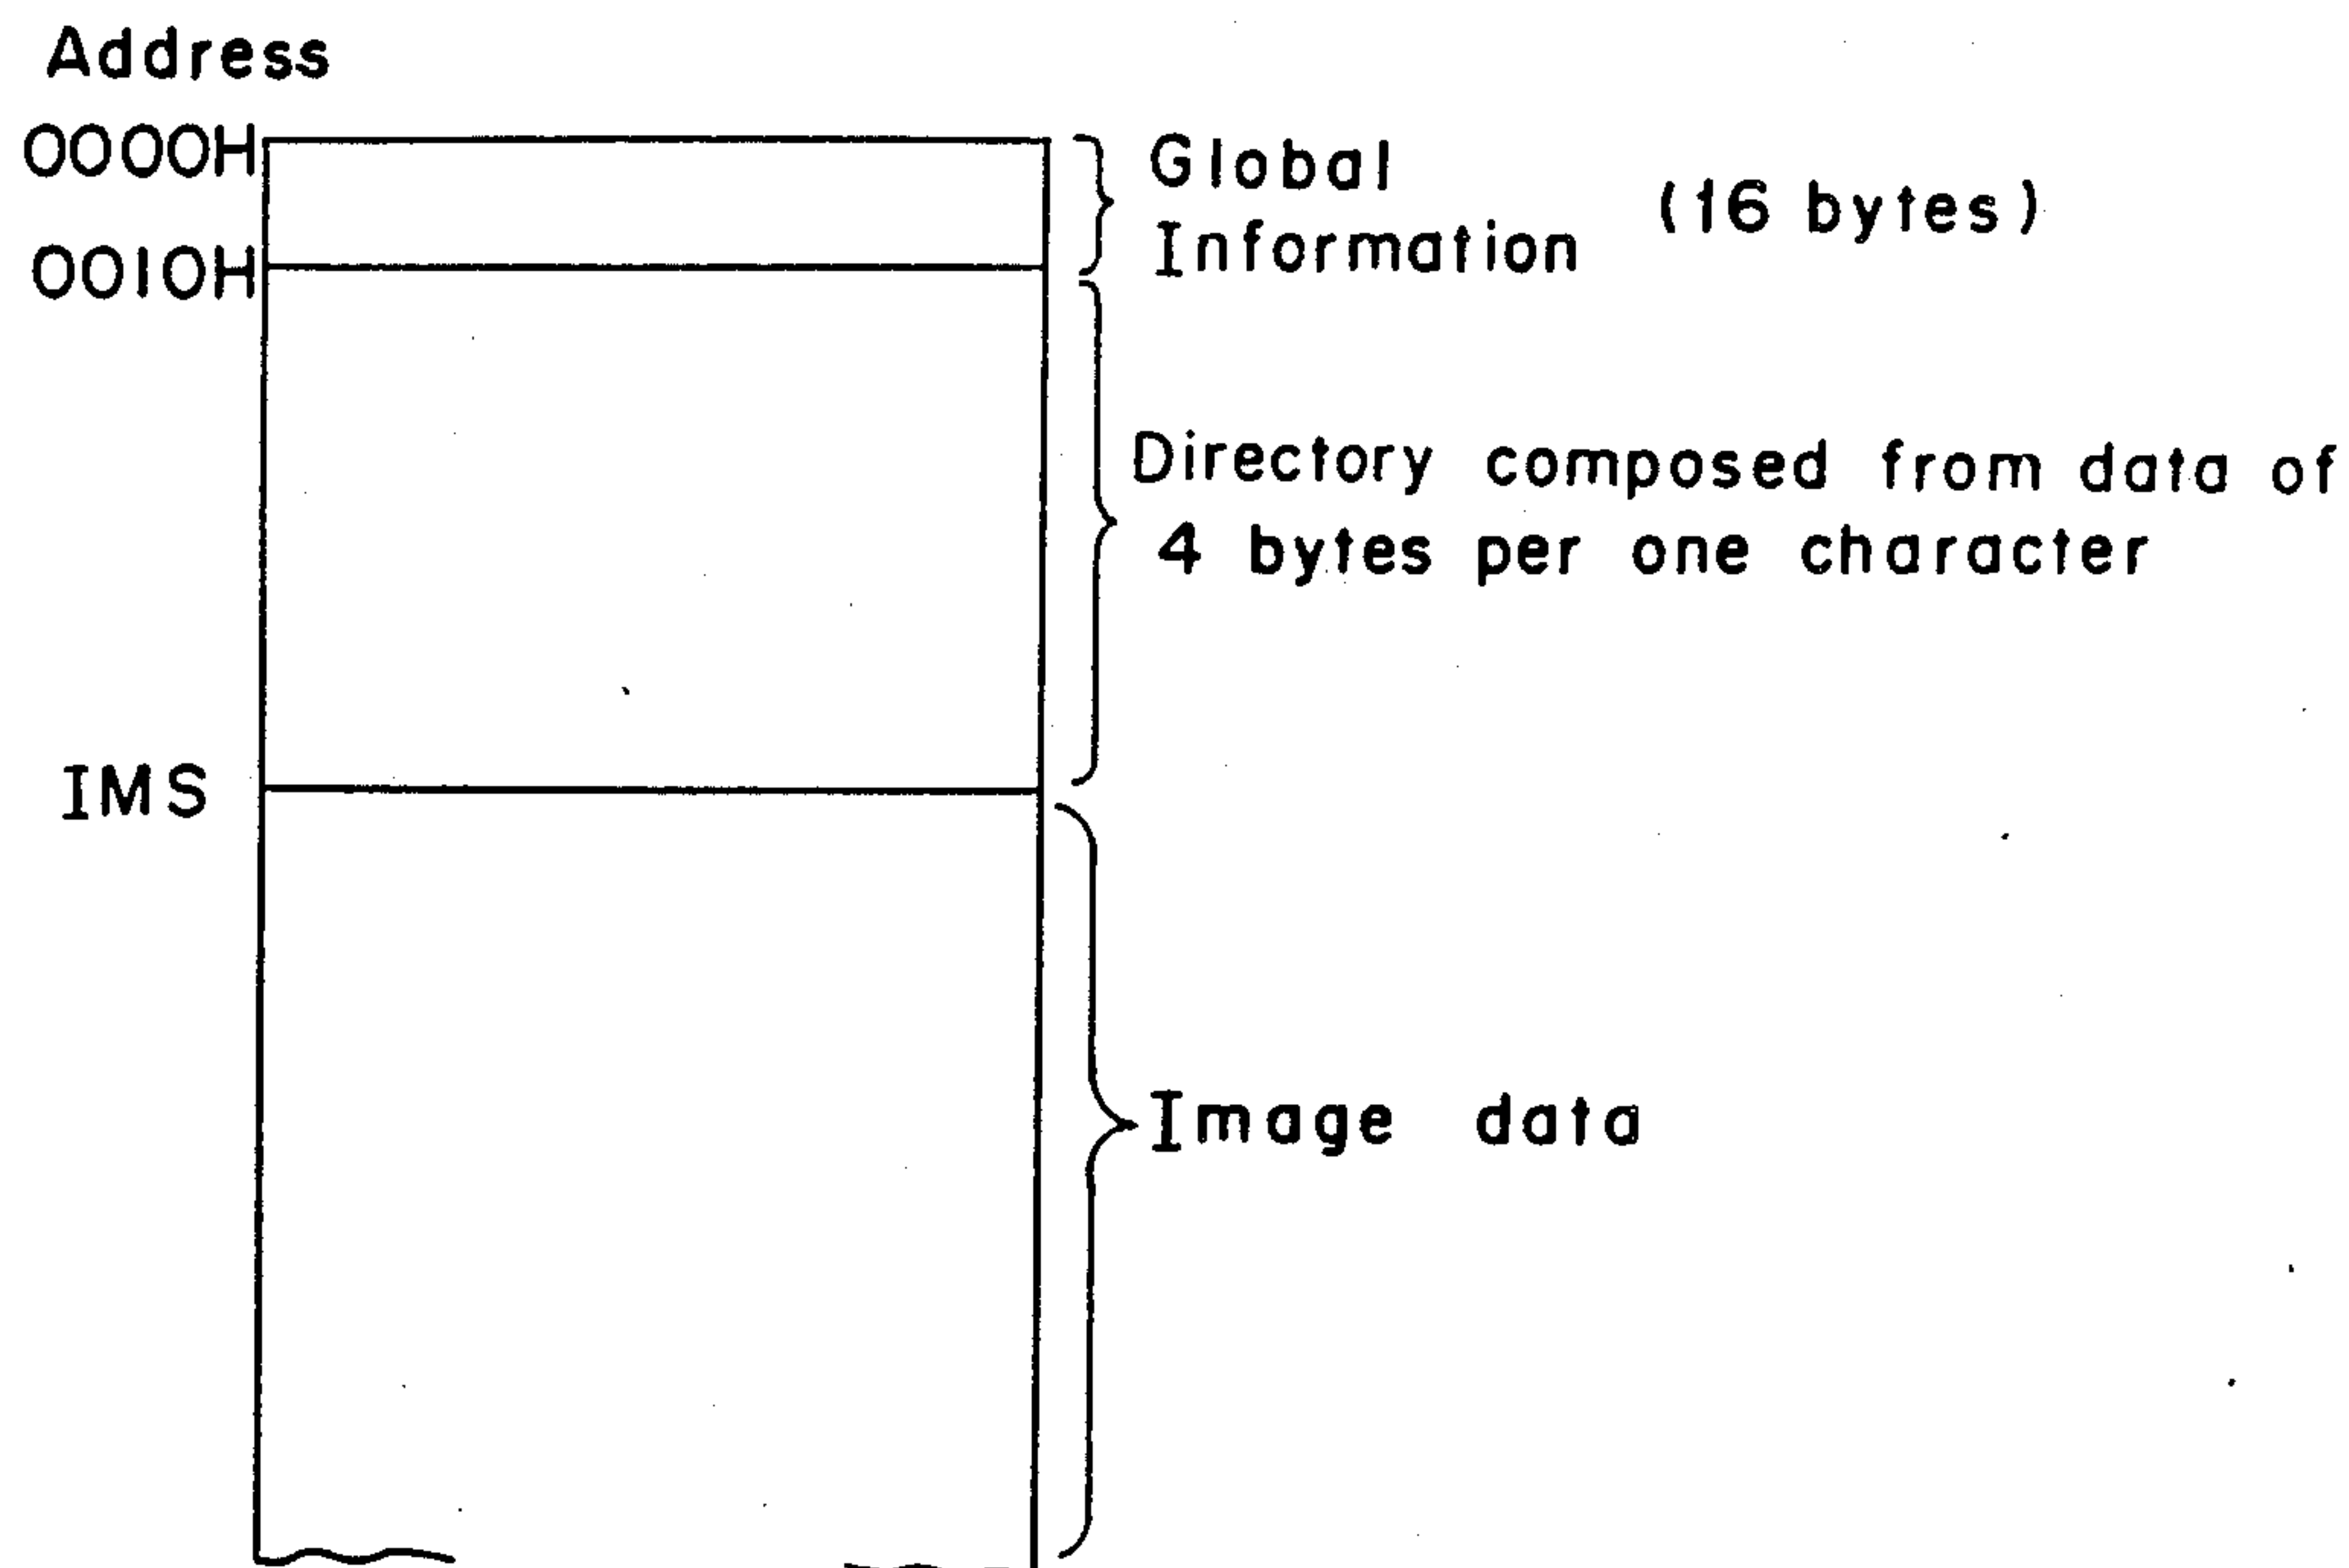 Address
0000H
Global
(16 bytes)
Information
0010H
Directory composed from data of
4 bytes per one character
IMS
Image data